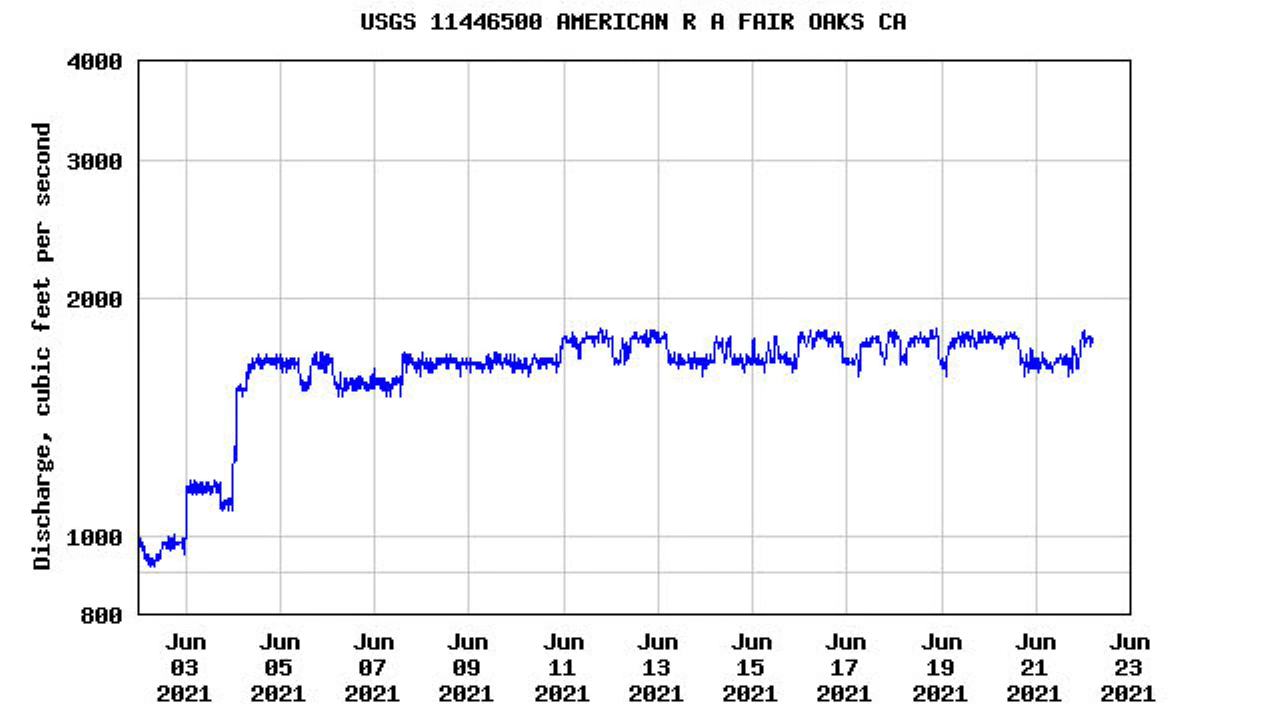 USGS 11446500 AMERICAN R A FAIR OAKS CA
Discharge, cubic feet per second
4000
3000
2000
1000
800
Jun Jun Jun Jun Jun Jun Jun Jun Jun Jun Jun
03 05 07 09 11 13 15 17 19 21 23
2021 2021 2021 2021 2021 2021 2021 2021 2021 2021 2021